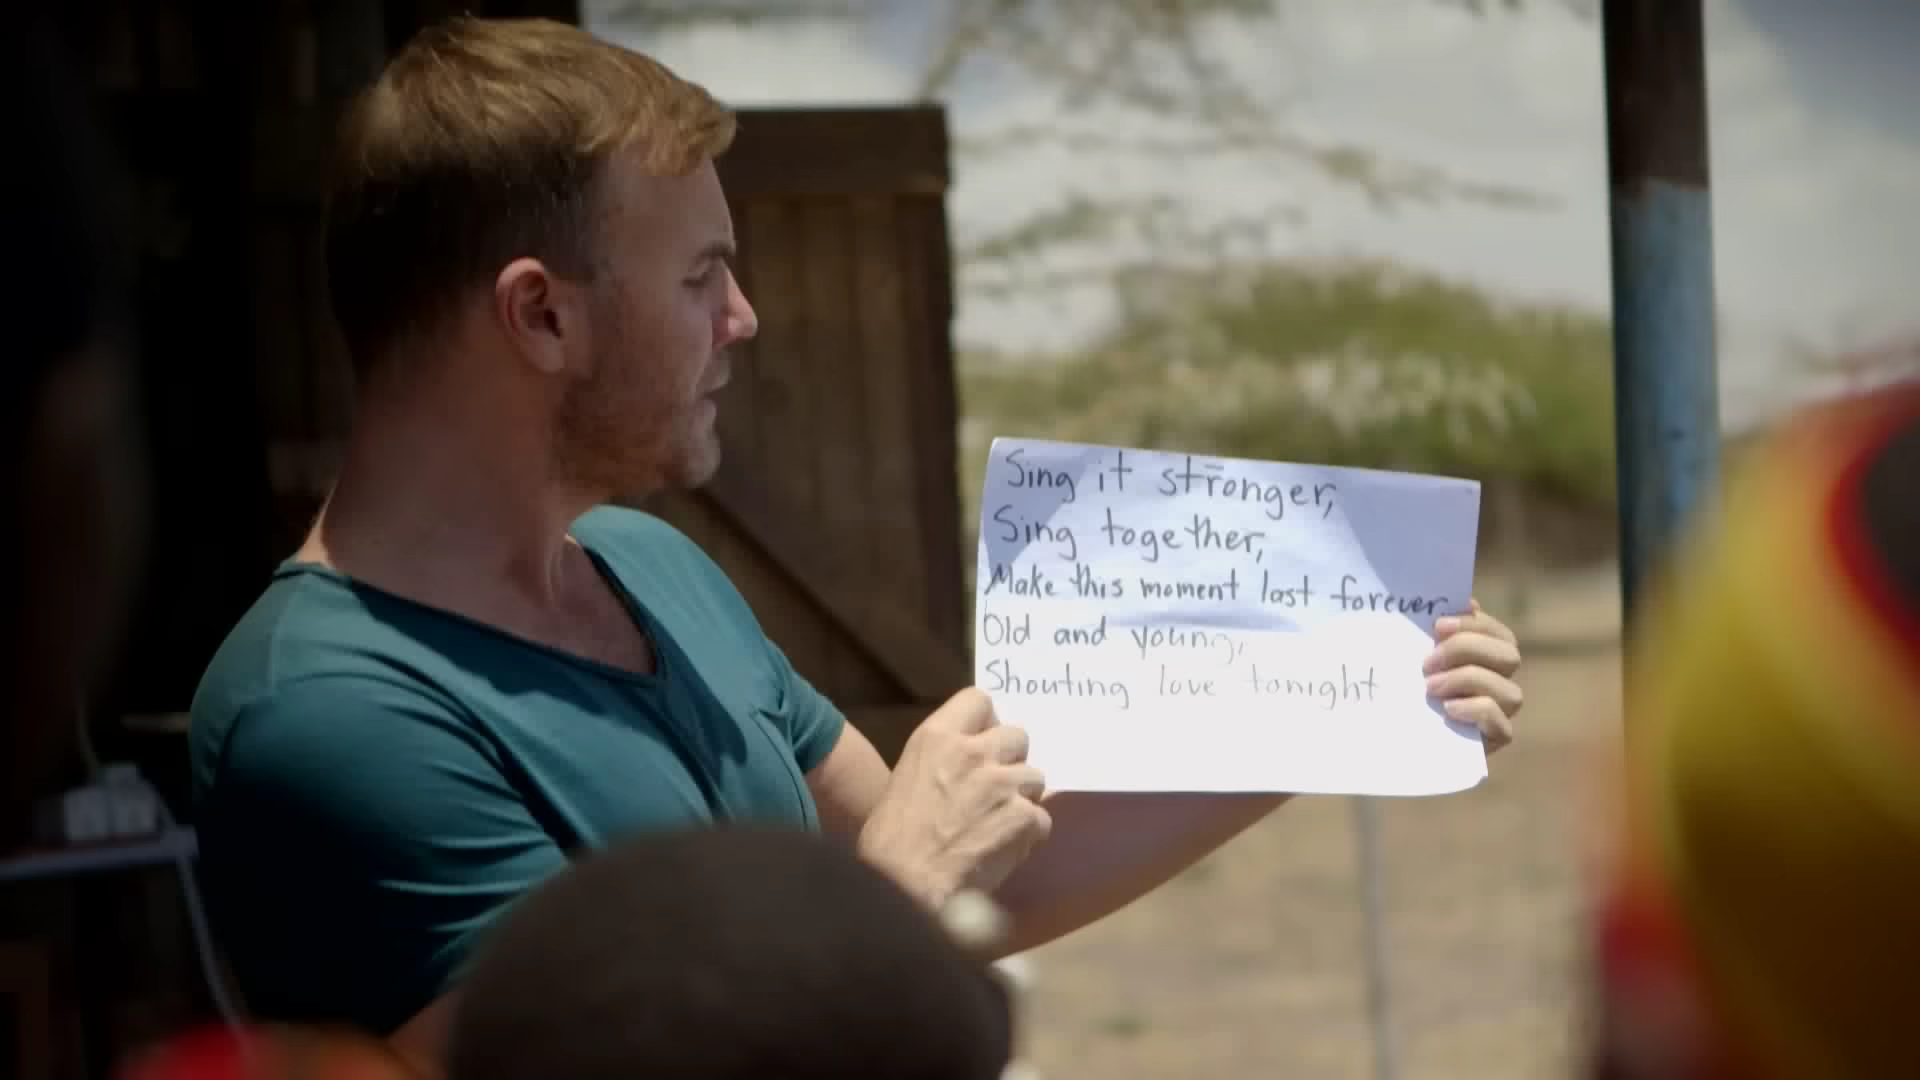 Sing it stronger,
Sing together,
Make this moment last forever
Old and young,
Shouting love tonight